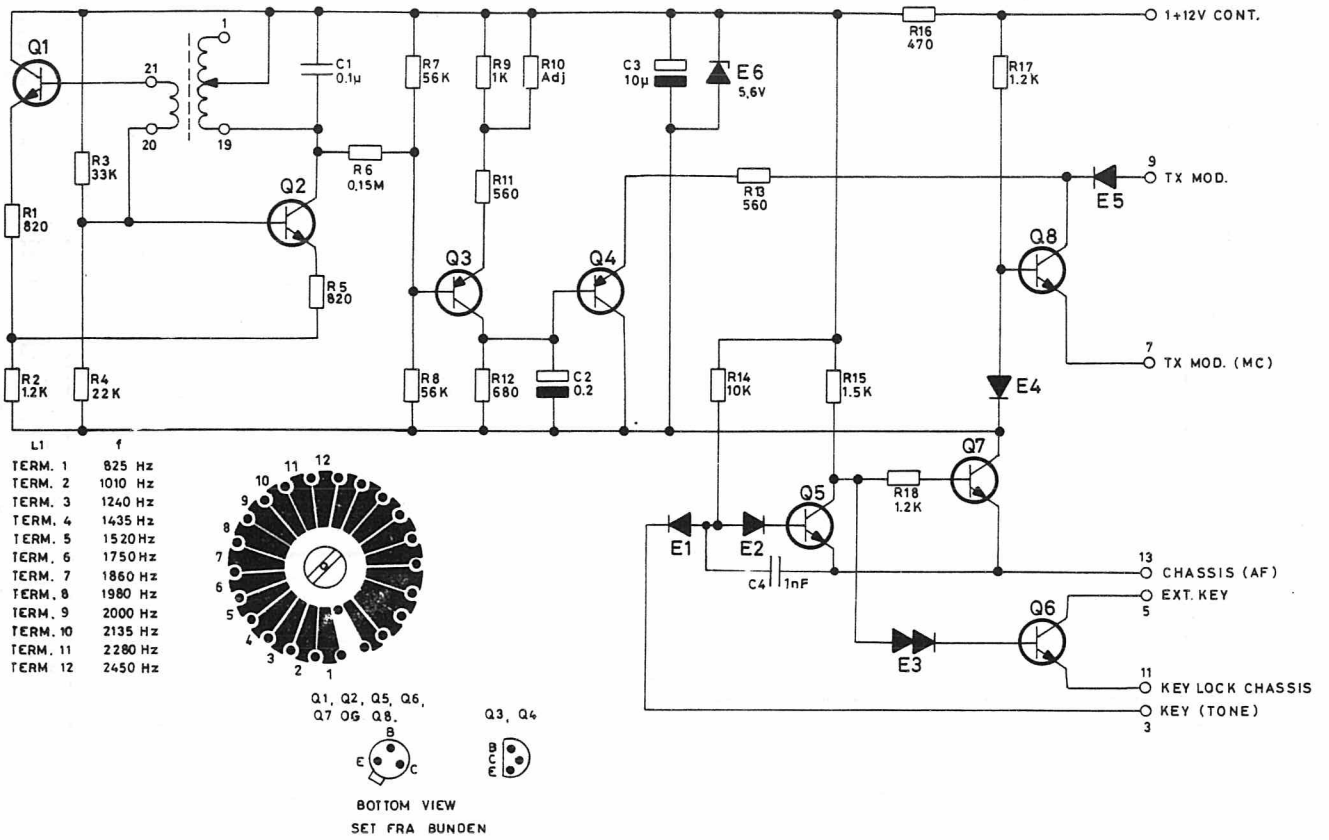 1
1+12V CONT.
R16
470
Q1
21
C1
0.1µ
R7
56K
R9
1K
R10
Adj
C3
10µ
E6
5,6V
R17
1.2K
20
19
R3
33K
R6
0,15M
9
TX MOD.
E5
R13
560
R11
560
Q2
R1
820
Q8
Q3
Q4
R5
820
7
TX MOD. (MC)
R2
1.2K
R4
22K
R8
56K
R12
680
C2
0.2
R14
10K
R15
1.5K
E4
L1 f
TERM. 1 825 Hz
TERM. 2 1010 Hz
TERM. 3 1240 Hz
TERM. 4 1435 Hz
TERM. 5 1520 Hz
TERM. 6 1750 Hz
TERM. 7 1860 Hz
TERM. 8 1980 Hz
TERM. 9 2000 Hz
TERM. 10 2135 Hz
TERM. 11 2280 Hz
TERM 12 2450 Hz
12
11
10
9
8
7
6
5
4
3
2
1
Q7
R18
1.2K
Q5
E1
E2
C4
1nF
13
CHASSIS (AF)
EXT. KEY
5
Q6
E3
11
KEY LOCK CHASSIS
KEY (TONE)
3
Q1, Q2, Q5, Q6,
Q7 OG Q8.
B
E
C
Q3, Q4
B
C
E
BOTTOM VIEW
SET FRA BUNDEN